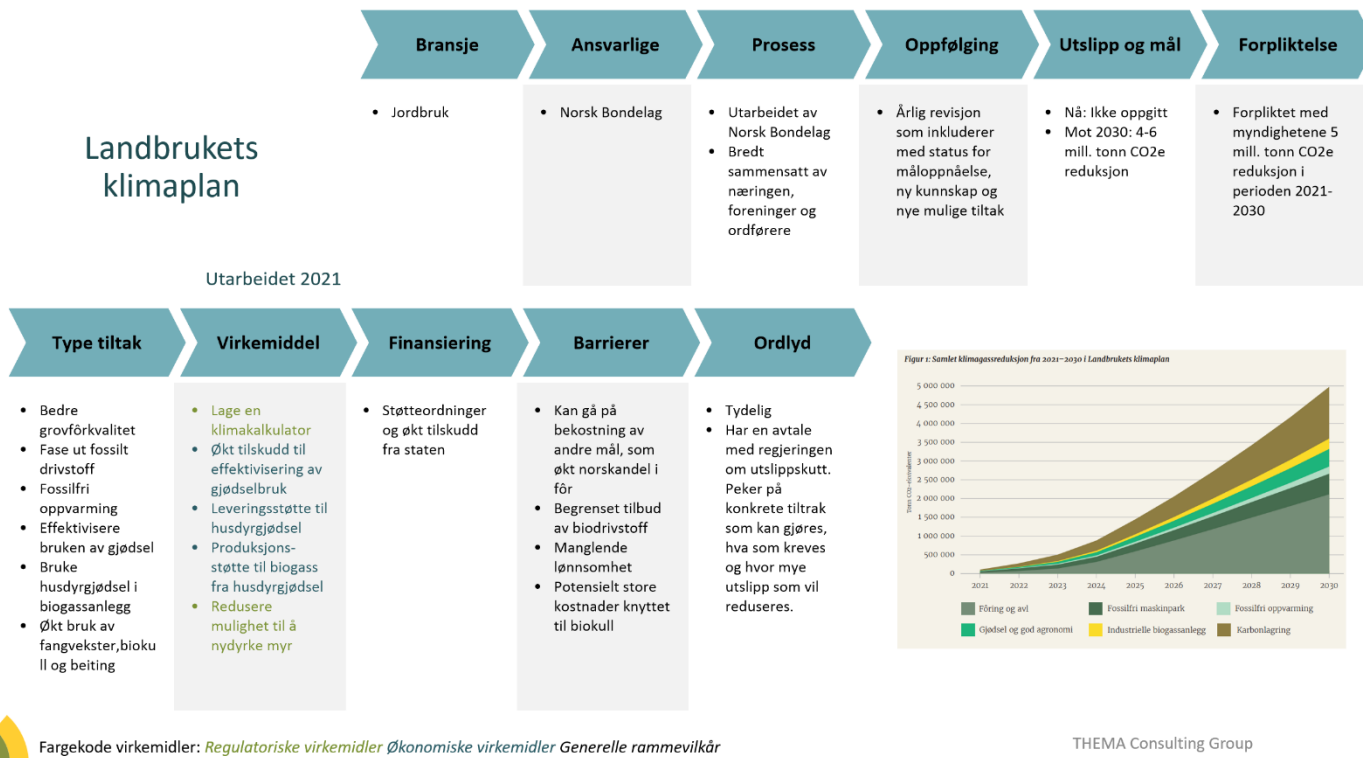 Bransje
Ansvarlige
Prosess
Oppfølging
Utslipp og mål
Forpliktelse
Landbrukets
klimaplan
Utarbeidet 2021
• Jordbruk
• Norsk Bondelag
• Utarbeidet av
Norsk Bondelag
• Bredt
sammensatt av
næringen,
foreninger og
ordførere
• Årlig revisjon
som inkluderer
med status for
måloppnåelse,
ny kunnskap og
nye mulige tiltak
• Nå: Ikke oppgitt
• Mot 2030: 4-6
mill. tonn CO2e
reduksjon
• Forpliktet med
myndighetene 5
mill. tonn CO2e
reduksjon i
perioden 2021-
2030
Type tiltak
Virkemiddel
Finansiering
Barrierer
Ordlyd
• Bedre
grovfôrkvalitet
• Fase ut fossilt
drivstoff
• Fossilfri
oppvarming
• Effektivisere
bruken av gjødsel
• Bruke
husdyrgjødsel i
biogassanlegg
• Økt bruk av
fangvekster,bioku
ll og beiting
• Lage en
klimakalkulator
• Økt tilskudd til
effektivisering av
gjødselbruk
• Leveringsstøtte til
husdyrgjødsel
• Produksjons-
støtte til biogass
fra husdyrgjødsel
• Redusere
mulighet til å
nydyrke myr
• Støtteordninger
og økt tilskudd
fra staten
• Kan gå på
bekostning av
andre mål, som
økt norskandel i
fôr
• Begrenset tilbud
av biodrivstoff
• Manglende
lønnsomhet
• Potensielt store
kostnader knyttet
til biokull
• Tydelig
• Har en avtale
med regjeringen
om utslippskutt.
Peker på
konkrete tiltrak
som kan gjøres,
hva som kreves
og hvor mye
utslipp som vil
reduseres.
Figur 1: Samlet klimagassreduksjon fra 2021–2030 i Landbrukets klimaplan
Tonn CO2-ekvivalenter
5 000 000
4 500 000
3 500 000
3 000 000
2 500 000
2 000 000
1 500 000
1 000 000
500 000
0
2021 2022 2023 2024 2025 2026 2027 2028 2029 2030
Fôring og avl
Fossilfri maskinpark
Fossilfri oppvarming
Gjødsel og god agronomi
Industrielle biogassanlegg
Karbonlagring
Fargekode virkemidler: Regulatoriske virkemidler Økonomiske virkemidler Generelle rammevilkår
THEMA Consulting Group